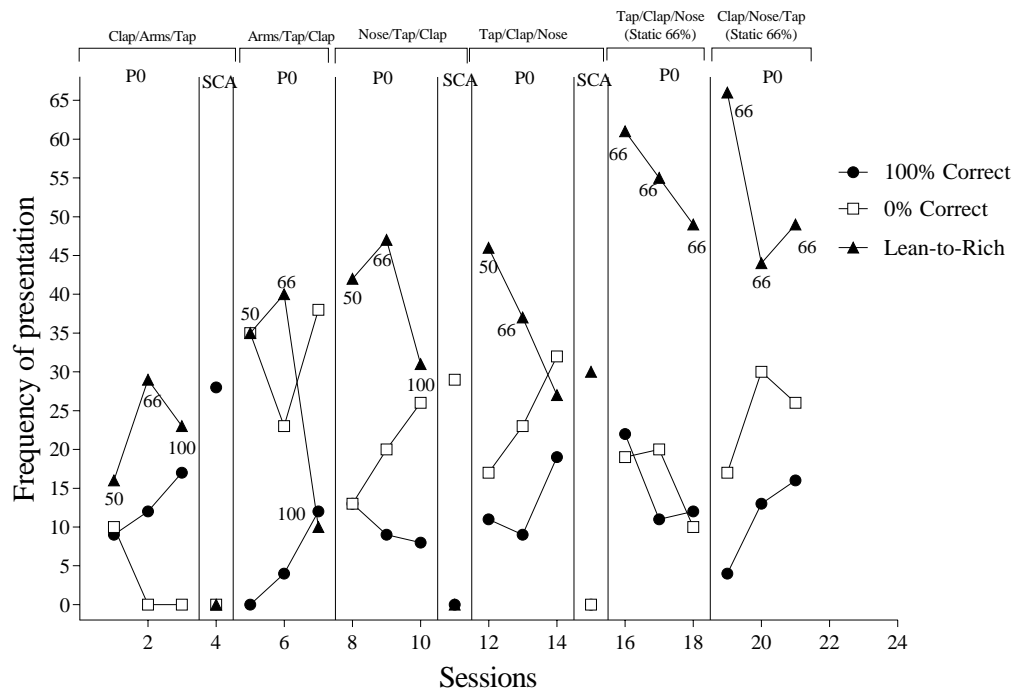 Clap/Arms/Tap
Arms/Tap/Clap
Nose/Tap/Clap
Tap/Clap/Nose
Tap/Clap/Nose
(Static 66%)
Clap/Nose/Tap
(Static 66%)
P0
SCA
P0
P0
SCA
P0
SCA
P0
P0
Frequency of presentation
65
60
55
50
45
40
35
30
25
20
15
10
5
0
50
66
100
50
66
100
50
66
100
50
66
66
66
66
66
66
66
100% Correct
0% Correct
Lean-to-Rich
2
4
6
8
10
12
14
16
18
20
22
24
Sessions